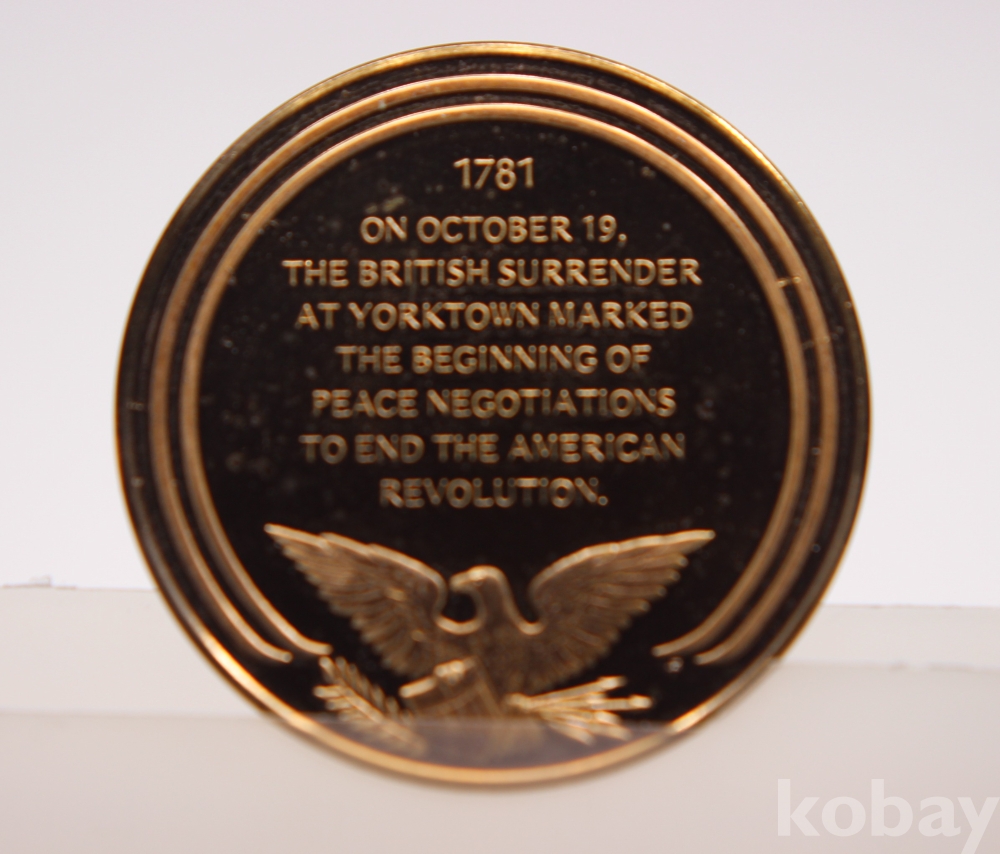 1781
ON OCTOBER 19,
THE BRITISH SURRENDER
AT YORKTOWN MARKED
THE BEGINNING OF
PEACE NEGOTIATIONS
TO END THE AMERICAN
REVOLUTION.
kobay